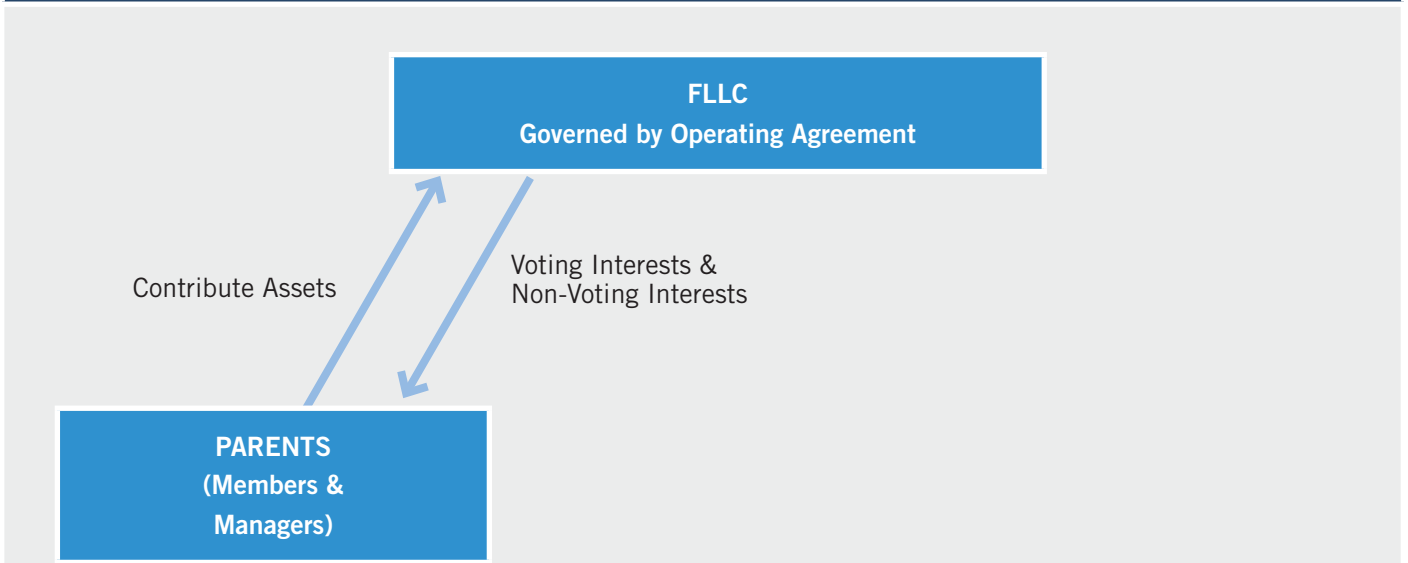 FLLC
Governed by Operating Agreement
Contribute Assets
Voting Interests &
Non-Voting Interests
PARENTS
(Members &
Managers)